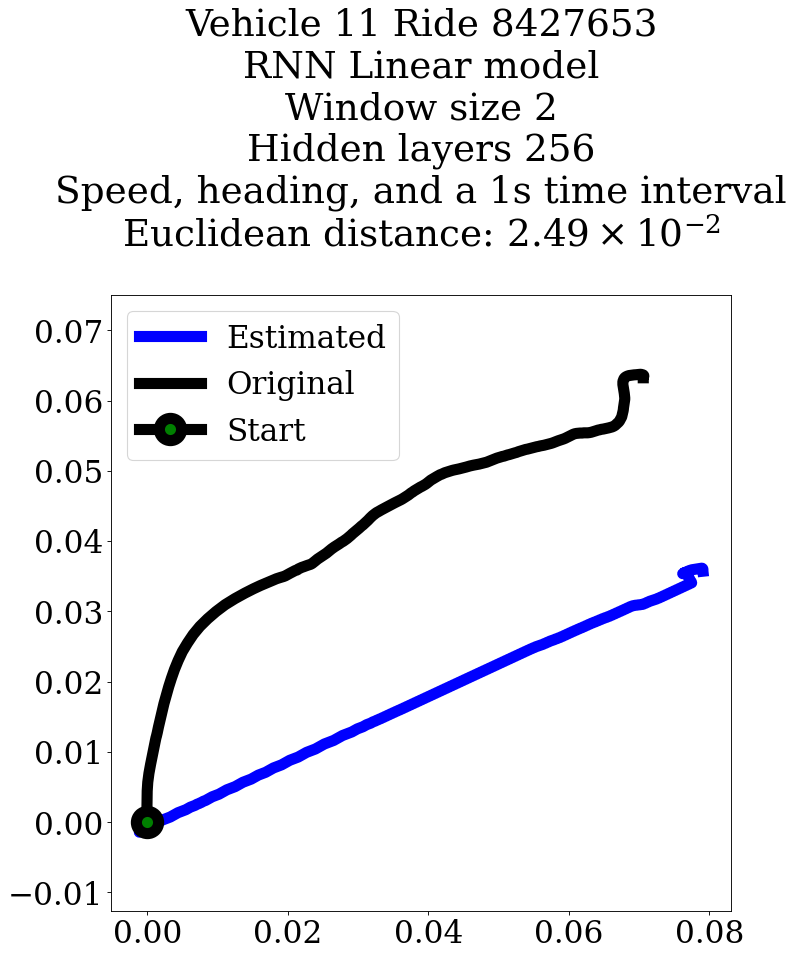 Vehicle 11 Ride 8427653
RNN Linear model
Window size 2
Hidden layers 256
Speed, heading, and a 1s time interval
Euclidean distance: 2.49 × 10⁻²
Estimated
Original
Start
0.07
0.06
0.05
0.04
0.03
0.02
0.01
0.00
−0.01
0.00 0.02 0.04 0.06 0.08